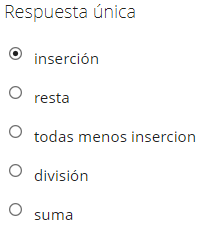 Respuesta única
inserción
resta
todas menos insercion
división
suma